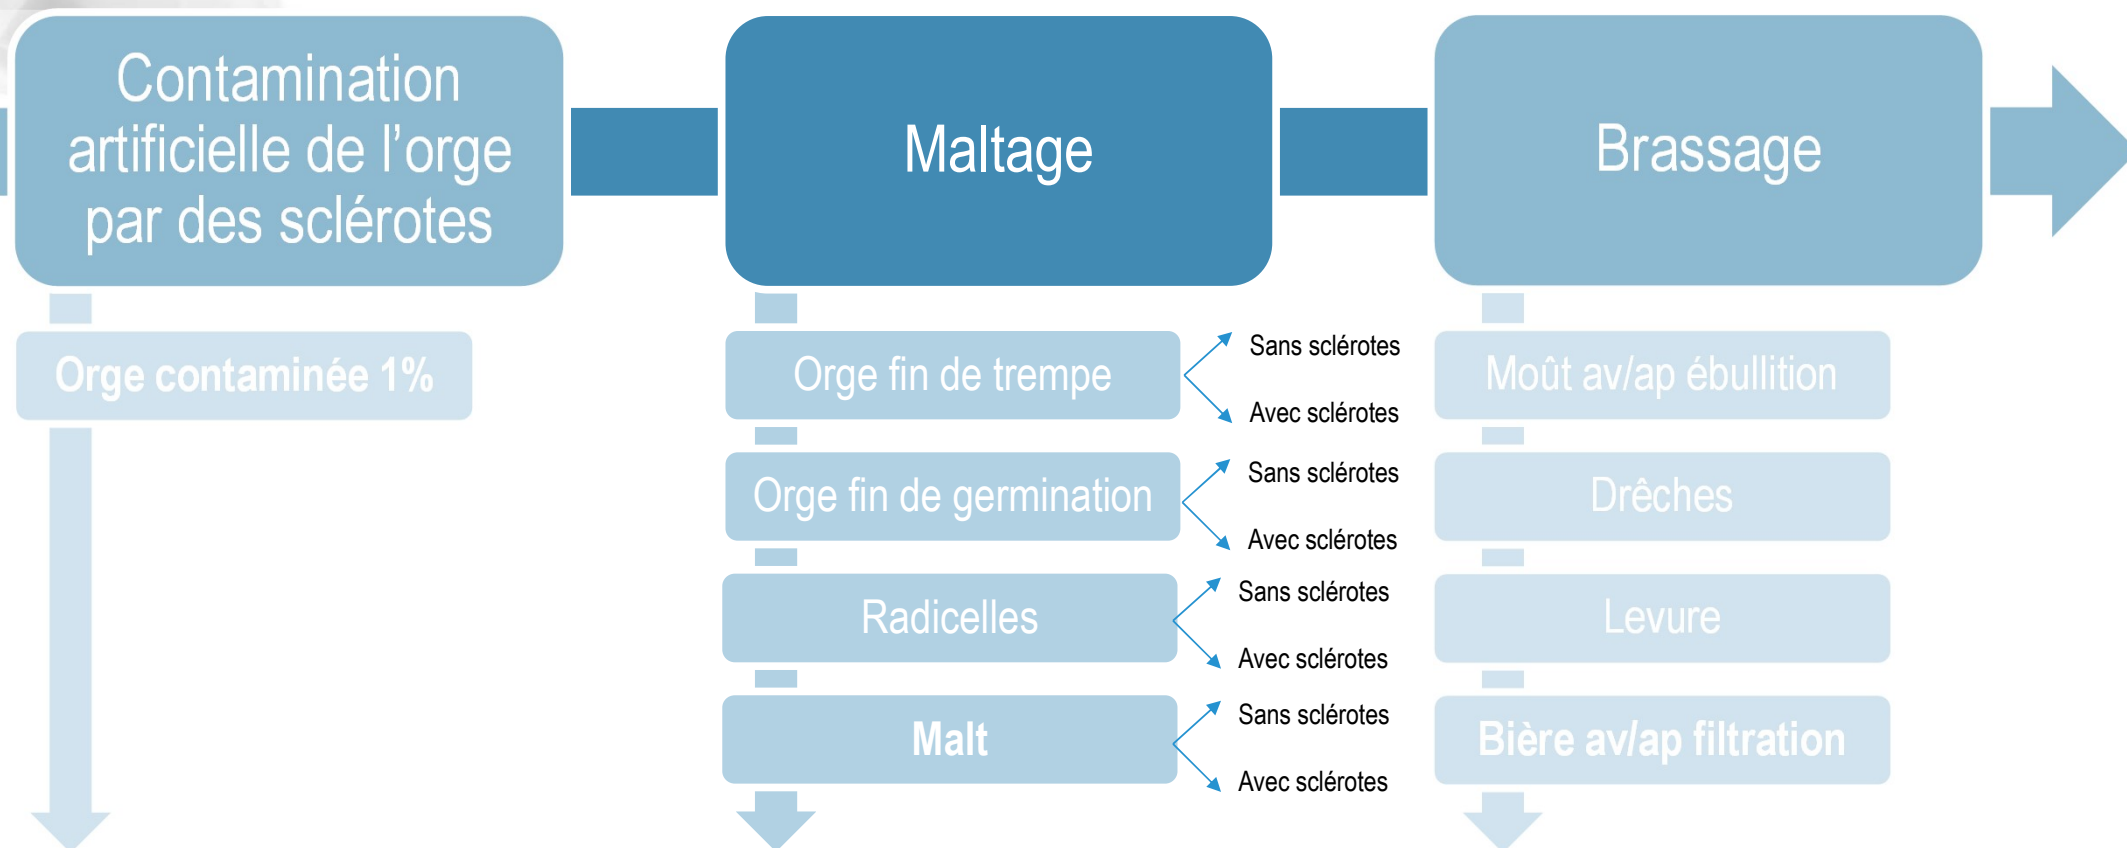 Contamination
artificielle de l’orge
par des sclérotes
Orge contaminée 1%
Maltage
Orge fin de trempe
Sans sclérotes
Avec sclérotes
Orge fin de germination
Sans sclérotes
Avec sclérotes
Radicelles
Sans sclérotes
Avec sclérotes
Malt
Sans sclérotes
Avec sclérotes
Brassage
Moût av/ap ébullition
Drêches
Levure
Bière av/ap filtration